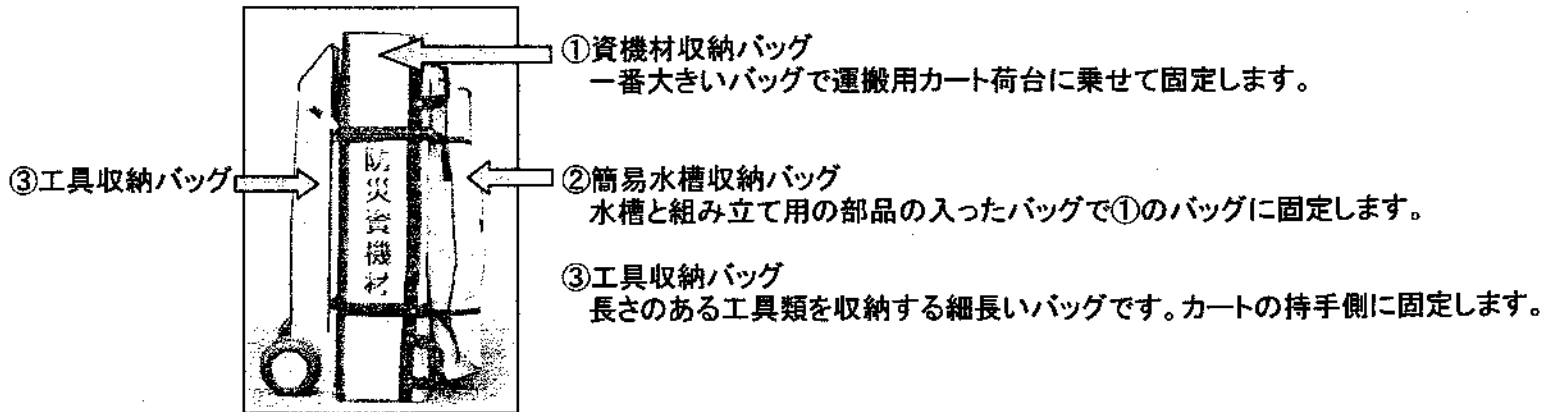 ①資機材収納バッグ
一番大きいバッグで運搬用カート荷台に乗せて固定します。
③工具収納バッグ
防災資機材
②簡易水槽収納バッグ
水槽と組み立て用の部品の入ったバッグで①のバッグに固定します。
③工具収納バッグ
長さのある工具類を収納する細長いバッグです。カートの持手側に固定します。